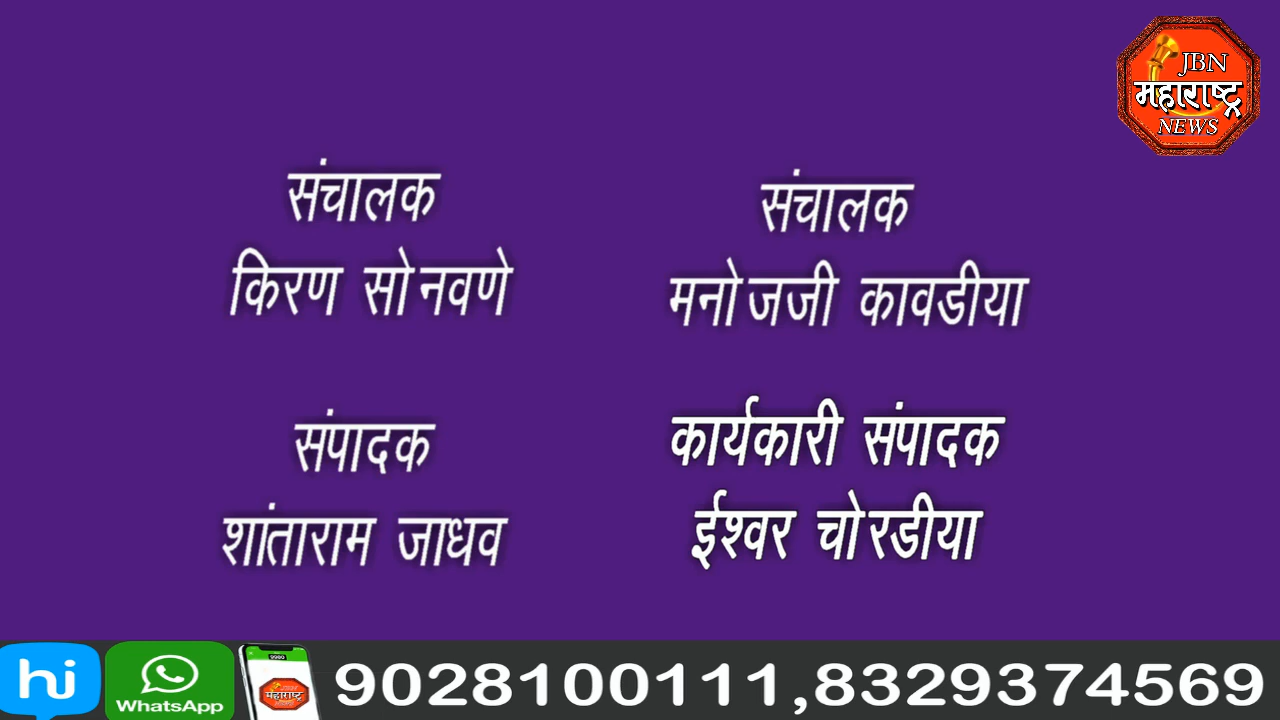 JBN
महाराष्ट्र
NEWS
संचालक
किरण सोनवणे
संचालक
मनोजजी कावडीया
संपादक
शांताराम जाधव
कार्यकारी संपादक
ईश्वर चोरडीया
hi
WhatsApp
महाराष्ट्र
9028100111,8329374569